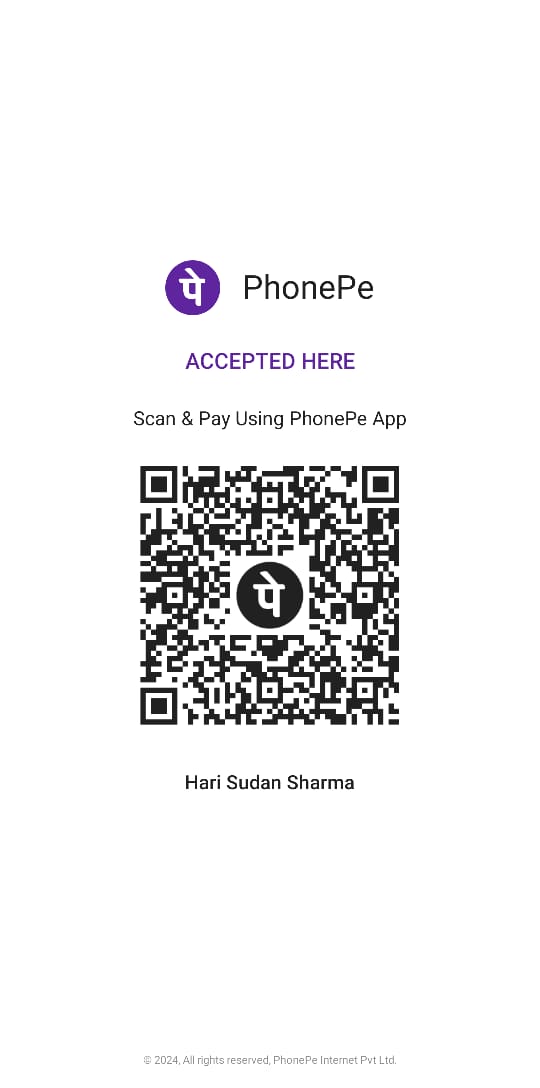 पे PhonePe
ACCEPTED HERE
Scan & Pay Using PhonePe App
पे
Hari Sudan Sharma
© 2024, All rights reserved, PhonePe Internet Pvt Ltd.